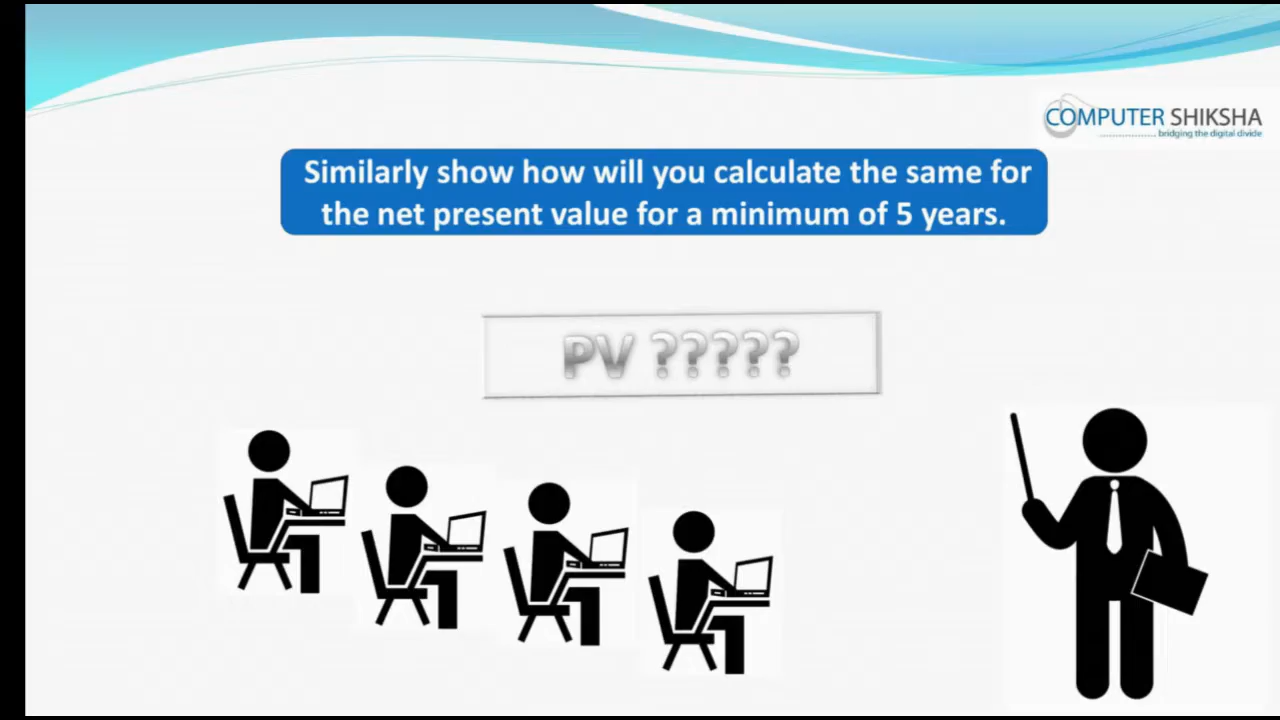 COMPUTER SHIKSHA
bridging the digital divide
Similarly show how will you calculate the same for
the net present value for a minimum of 5 years.
PV ?????